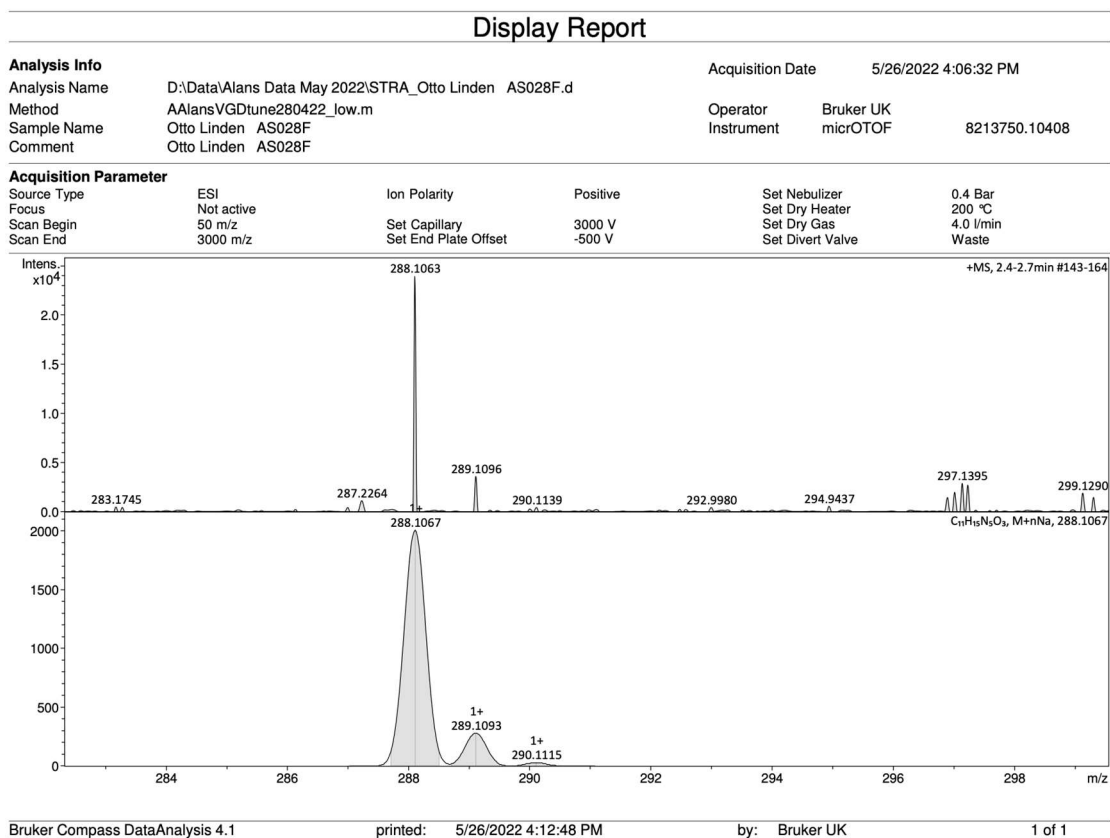 Display Report
Analysis Info
Acquisition Date 5/26/2022 4:06:32 PM
Analysis Name D:\Data\Alans Data May 2022\STRA_Otto Linden AS028F.d
Method AAlansVGDtune280422_low.m Operator Bruker UK
Sample Name Otto Linden AS028F Instrument micrOTOF 8213750.10408
Comment Otto Linden AS028F
Acquisition Parameter
Source Type ESI Ion Polarity Positive Set Nebulizer 0.4 Bar
Focus Not active Set Dry Heater 200 °C
Scan Begin 50 m/z Set Capillary 3000 V Set Dry Gas 4.0 l/min
Scan End 3000 m/z Set End Plate Offset -500 V Set Divert Valve Waste
Intens.
x10⁴
+MS, 2.4-2.7min #143-164
288.1063
2.0
1.5
1.0
0.5
289.1096
297.1395
287.2264
283.1745
290.1139
292.9980
294.9437
299.1290
0.0
1+
288.1067
C₁₁H₁₅N₅O₃, M+nNa, 288.1067
2000
1500
1000
500
1+
289.1093
1+
290.1115
0
284 286 288 290 292 294 296 298 m/z
Bruker Compass DataAnalysis 4.1 printed: 5/26/2022 4:12:48 PM by: Bruker UK 1 of 1